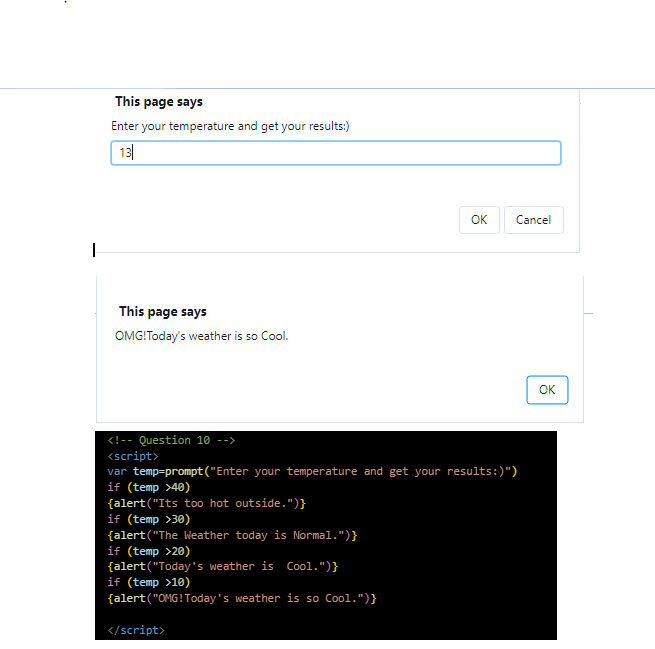 This page says
Enter your temperature and get your results:)
13
OK Cancel
This page says
OMG!Today's weather is so Cool.
OK
<!-- Question 10 -->
<script>
var temp=prompt("Enter your temperature and get your results:)")
if (temp >40)
{alert("Its too hot outside.")}
if (temp >30)
{alert("The Weather today is Normal.")}
if (temp >20)
{alert("Today's weather is  Cool.")}
if (temp >10)
{alert("OMG!Today's weather is so Cool.")}
</script>